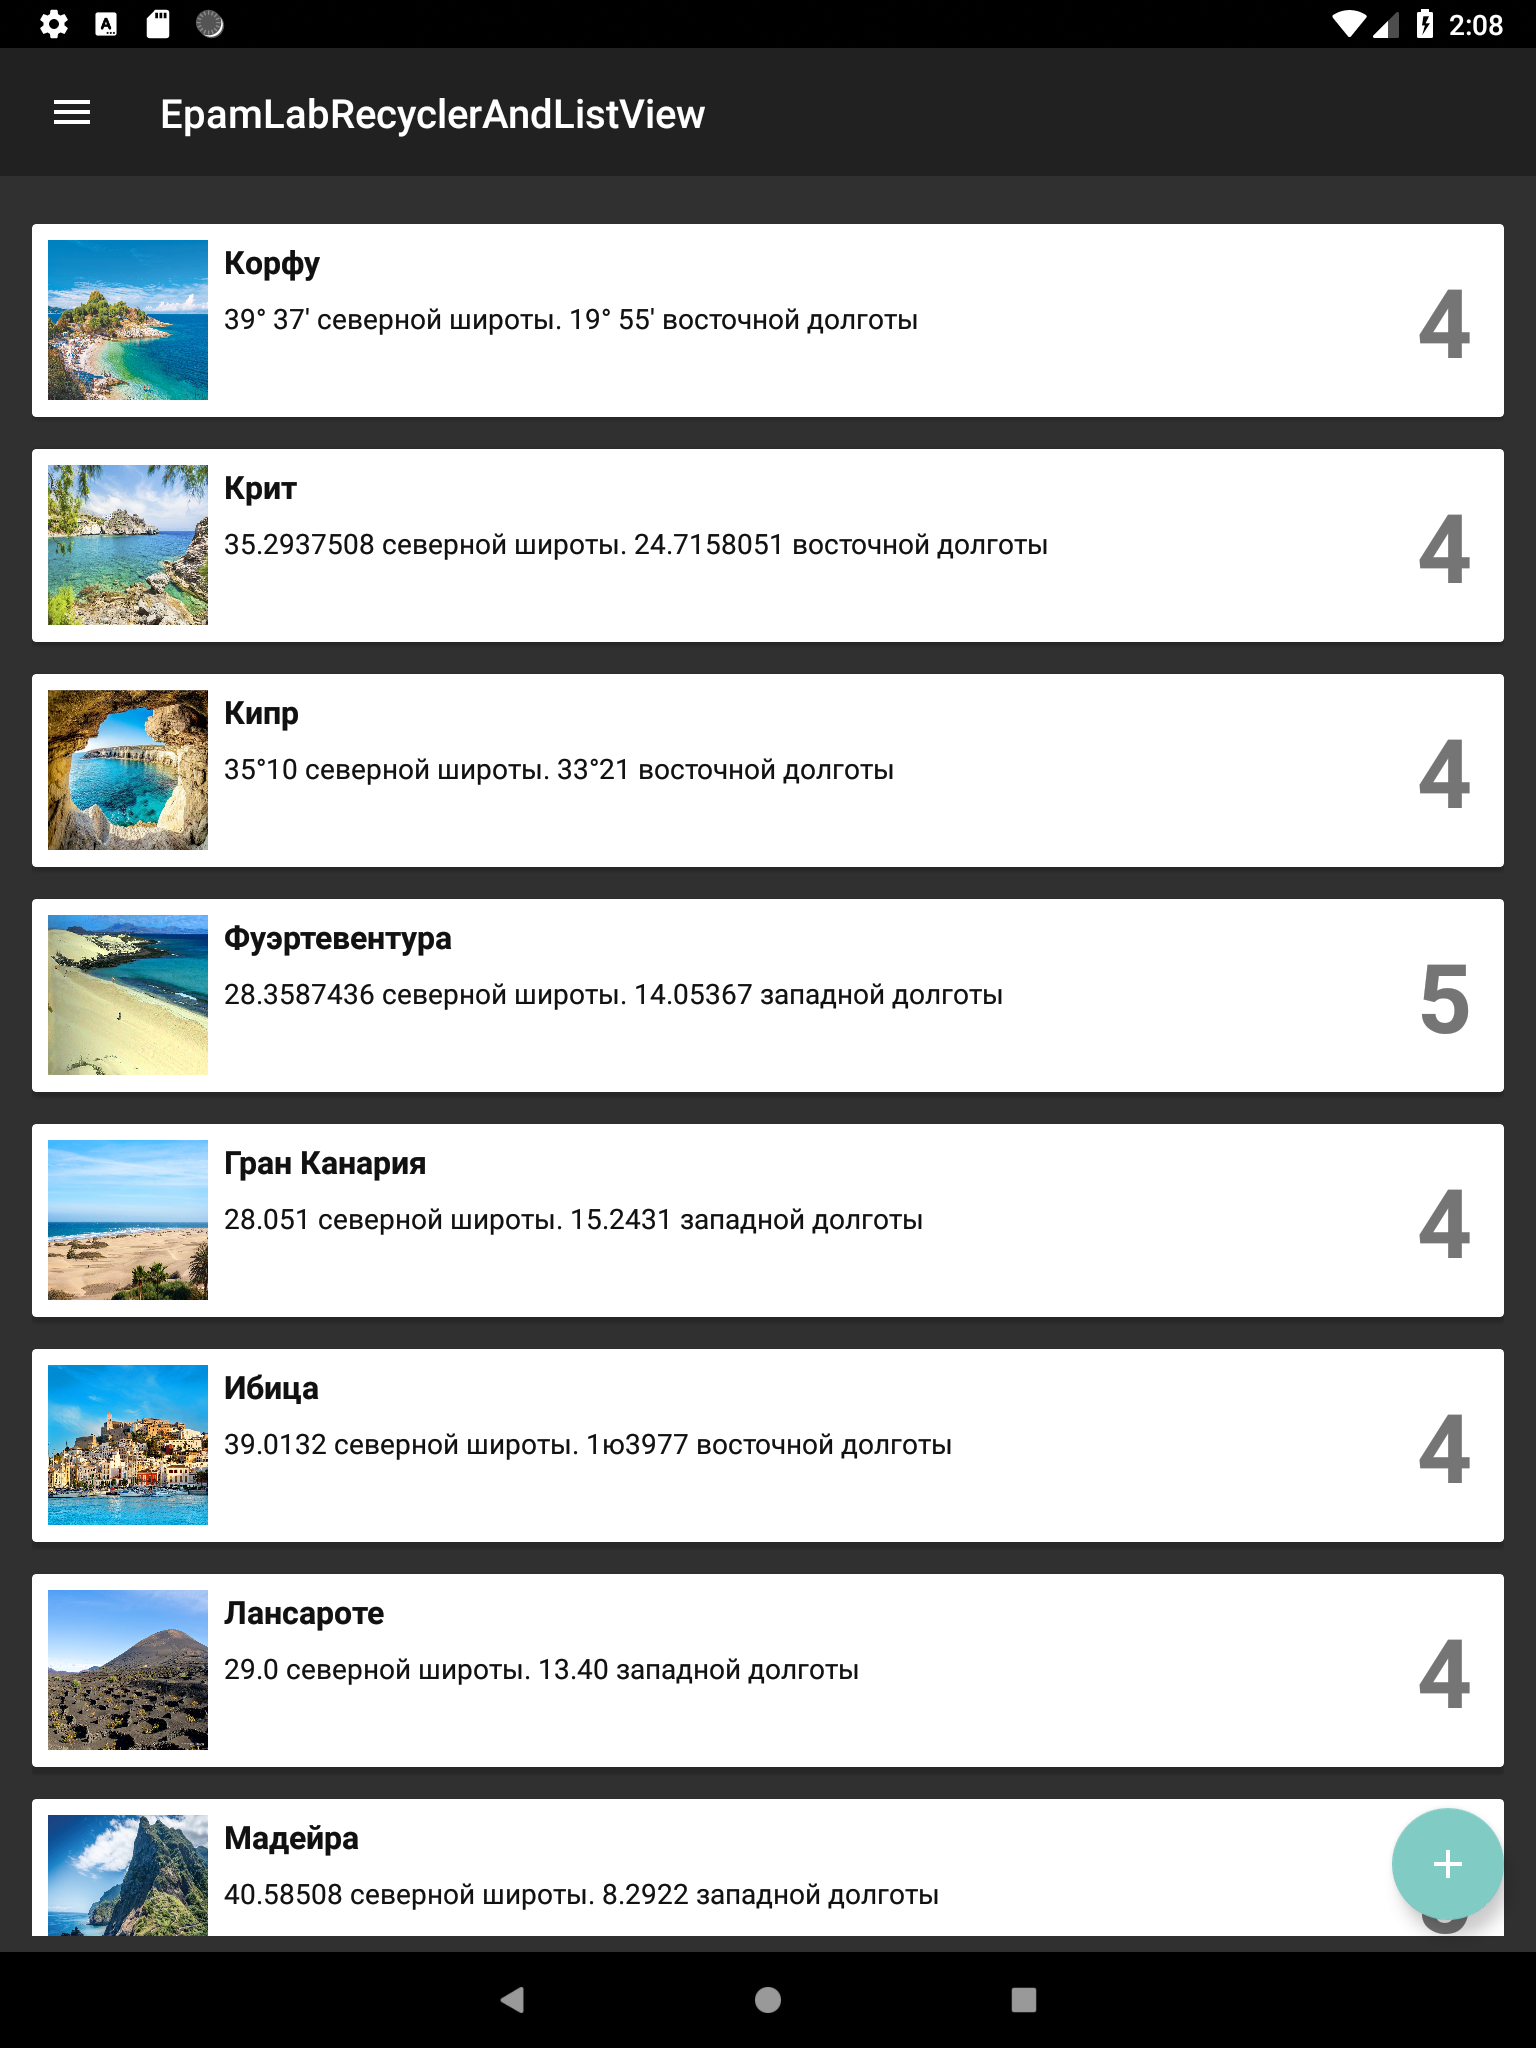 2:08
EpamLabRecyclerAndListView
Корфу
39° 37' северной широты. 19° 55' восточной долготы
4
Крит
35.2937508 северной широты. 24.7158051 восточной долготы
4
Кипр
35°10 северной широты. 33°21 восточной долготы
4
Фуэртевентура
28.3587436 северной широты. 14.05367 западной долготы
5
Гран Канария
28.051 северной широты. 15.2431 западной долготы
4
Ибица
39.0132 северной широты. 1ю3977 восточной долготы
4
Лансароте
29.0 северной широты. 13.40 западной долготы
4
Мадейра
40.58508 северной широты. 8.2922 западной долготы